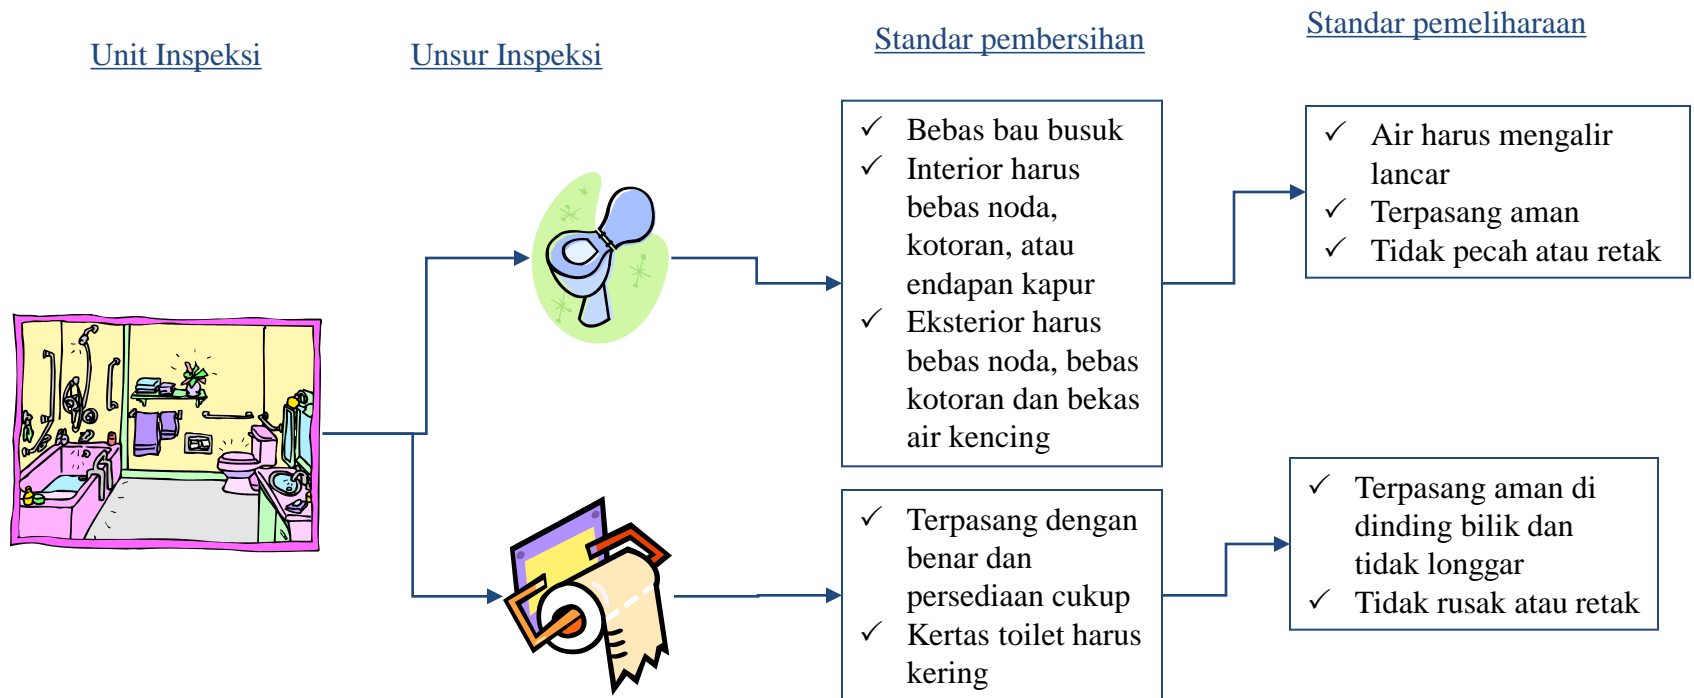 Unit Inspeksi
Unsur Inspeksi
Standar pembersihan
Standar pemeliharaan
✓ Bebas bau busuk
✓ Interior harus
bebas noda,
kotoran, atau
endapan kapur
✓ Eksterior harus
bebas noda, bebas
kotoran dan bekas
air kencing
✓ Air harus mengalir
lancar
✓ Terpasang aman
✓ Tidak pecah atau retak
✓ Terpasang dengan
benar dan
persediaan cukup
✓ Kertas toilet harus
kering
✓ Terpasang aman di
dinding bilik dan
tidak longgar
✓ Tidak rusak atau retak